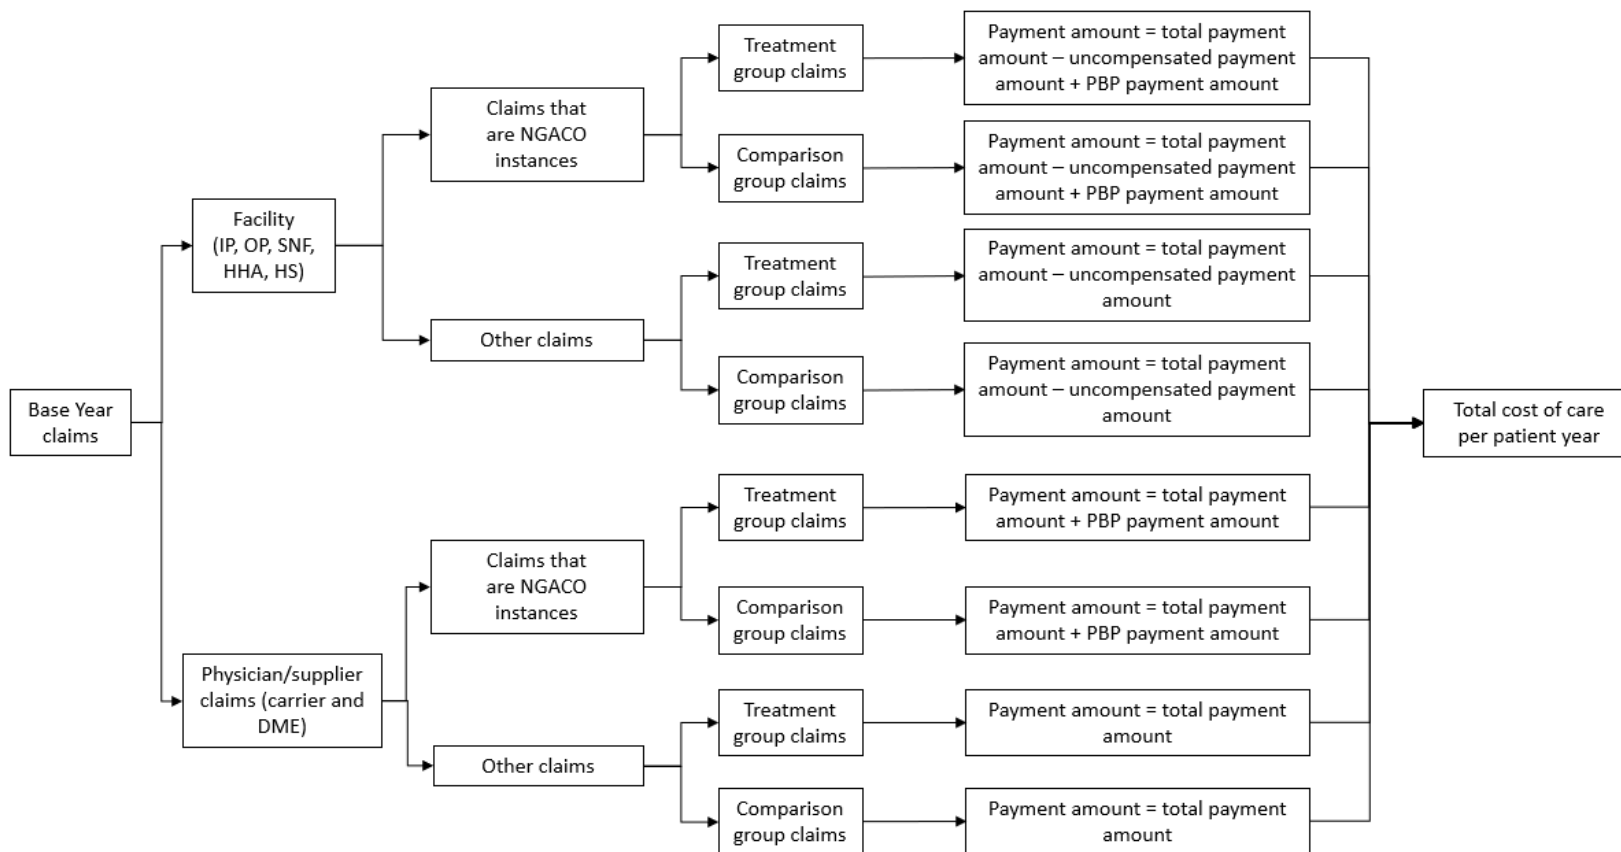 Base Year
claims
Facility
(IP, OP, SNF,
HHA, HS)
Physician/supplier
claims (carrier and
DME)
Claims that
are NGACO
instances
Other claims
Claims that
are NGACO
instances
Other claims
Treatment
group claims
Comparison
group claims
Treatment
group claims
Comparison
group claims
Treatment
group claims
Comparison
group claims
Treatment
group claims
Comparison
group claims
Payment amount = total payment
amount – uncompensated payment
amount + PBP payment amount
Payment amount = total payment
amount – uncompensated payment
amount + PBP payment amount
Payment amount = total payment
amount – uncompensated payment
amount
Payment amount = total payment
amount – uncompensated payment
amount
Payment amount = total payment
amount + PBP payment amount
Payment amount = total payment
amount + PBP payment amount
Payment amount = total payment
amount
Payment amount = total payment
amount
Total cost of care
per patient year